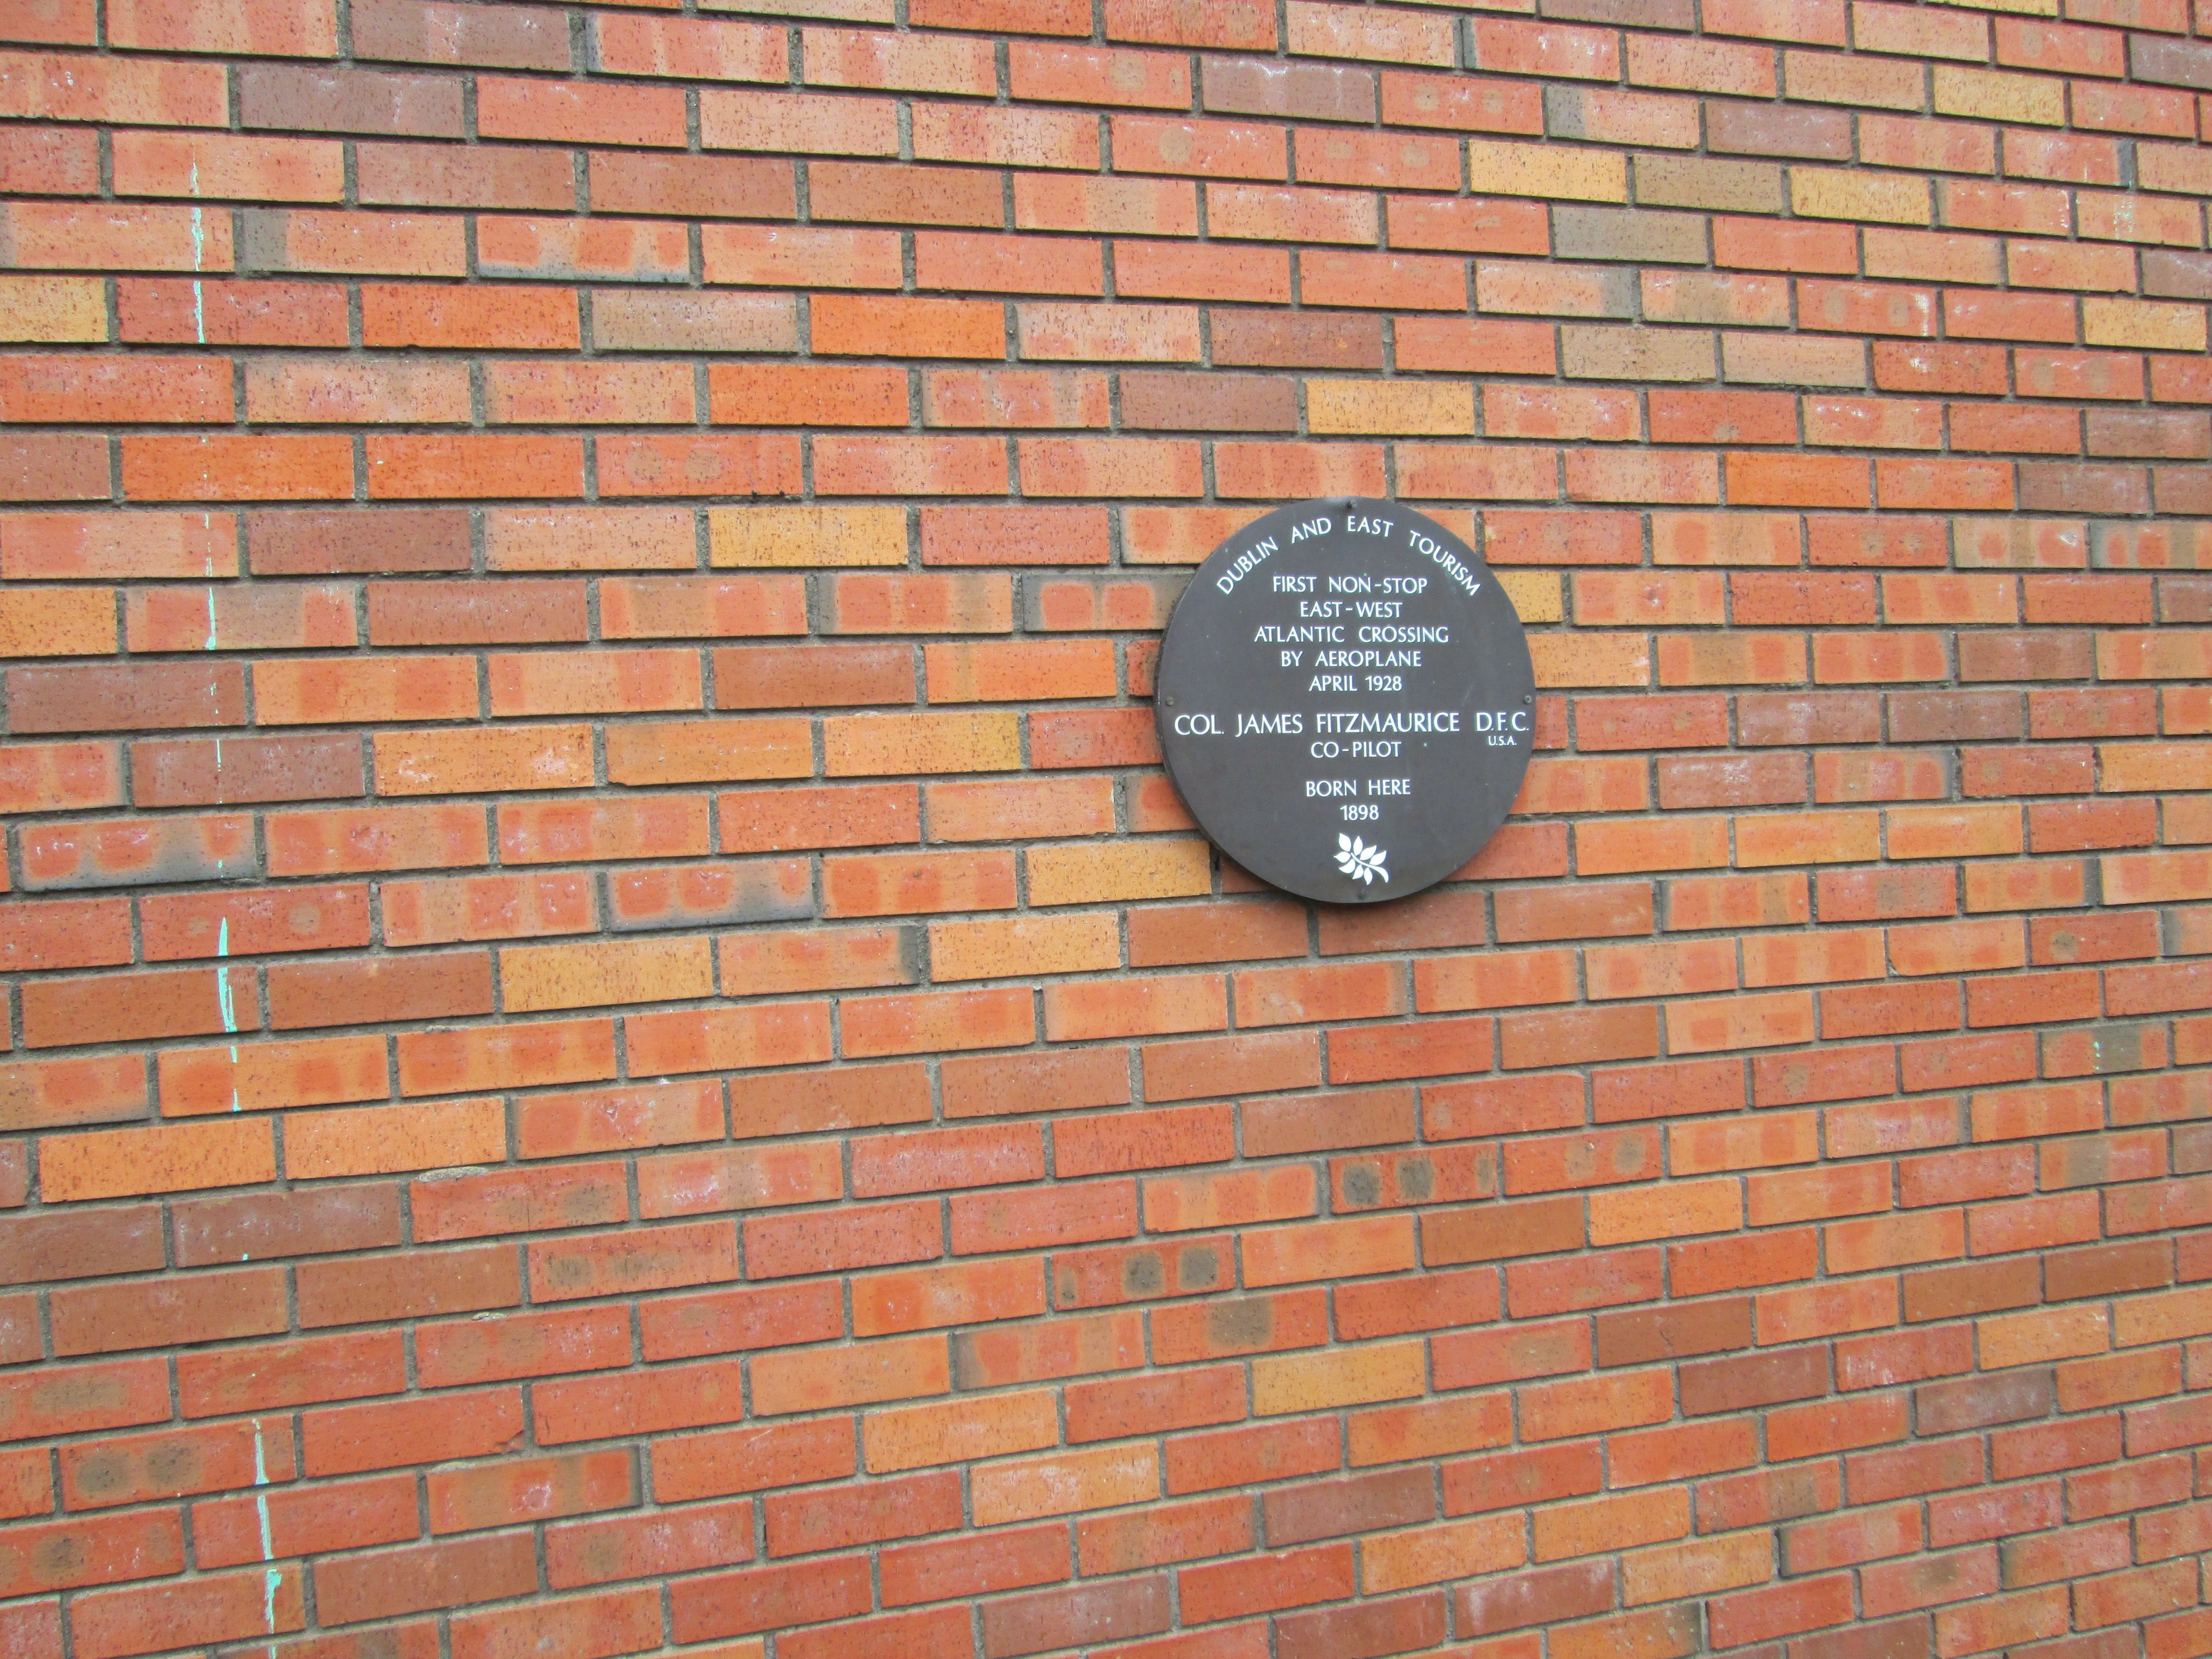 DUBLIN AND EAST TOURISM
FIRST NON-STOP
EAST-WEST
ATLANTIC CROSSING
BY AEROPLANE
APRIL 1928
COL. JAMES FITZMAURICE D.F.C.
U.S.A.
CO-PILOT
BORN HERE
1898